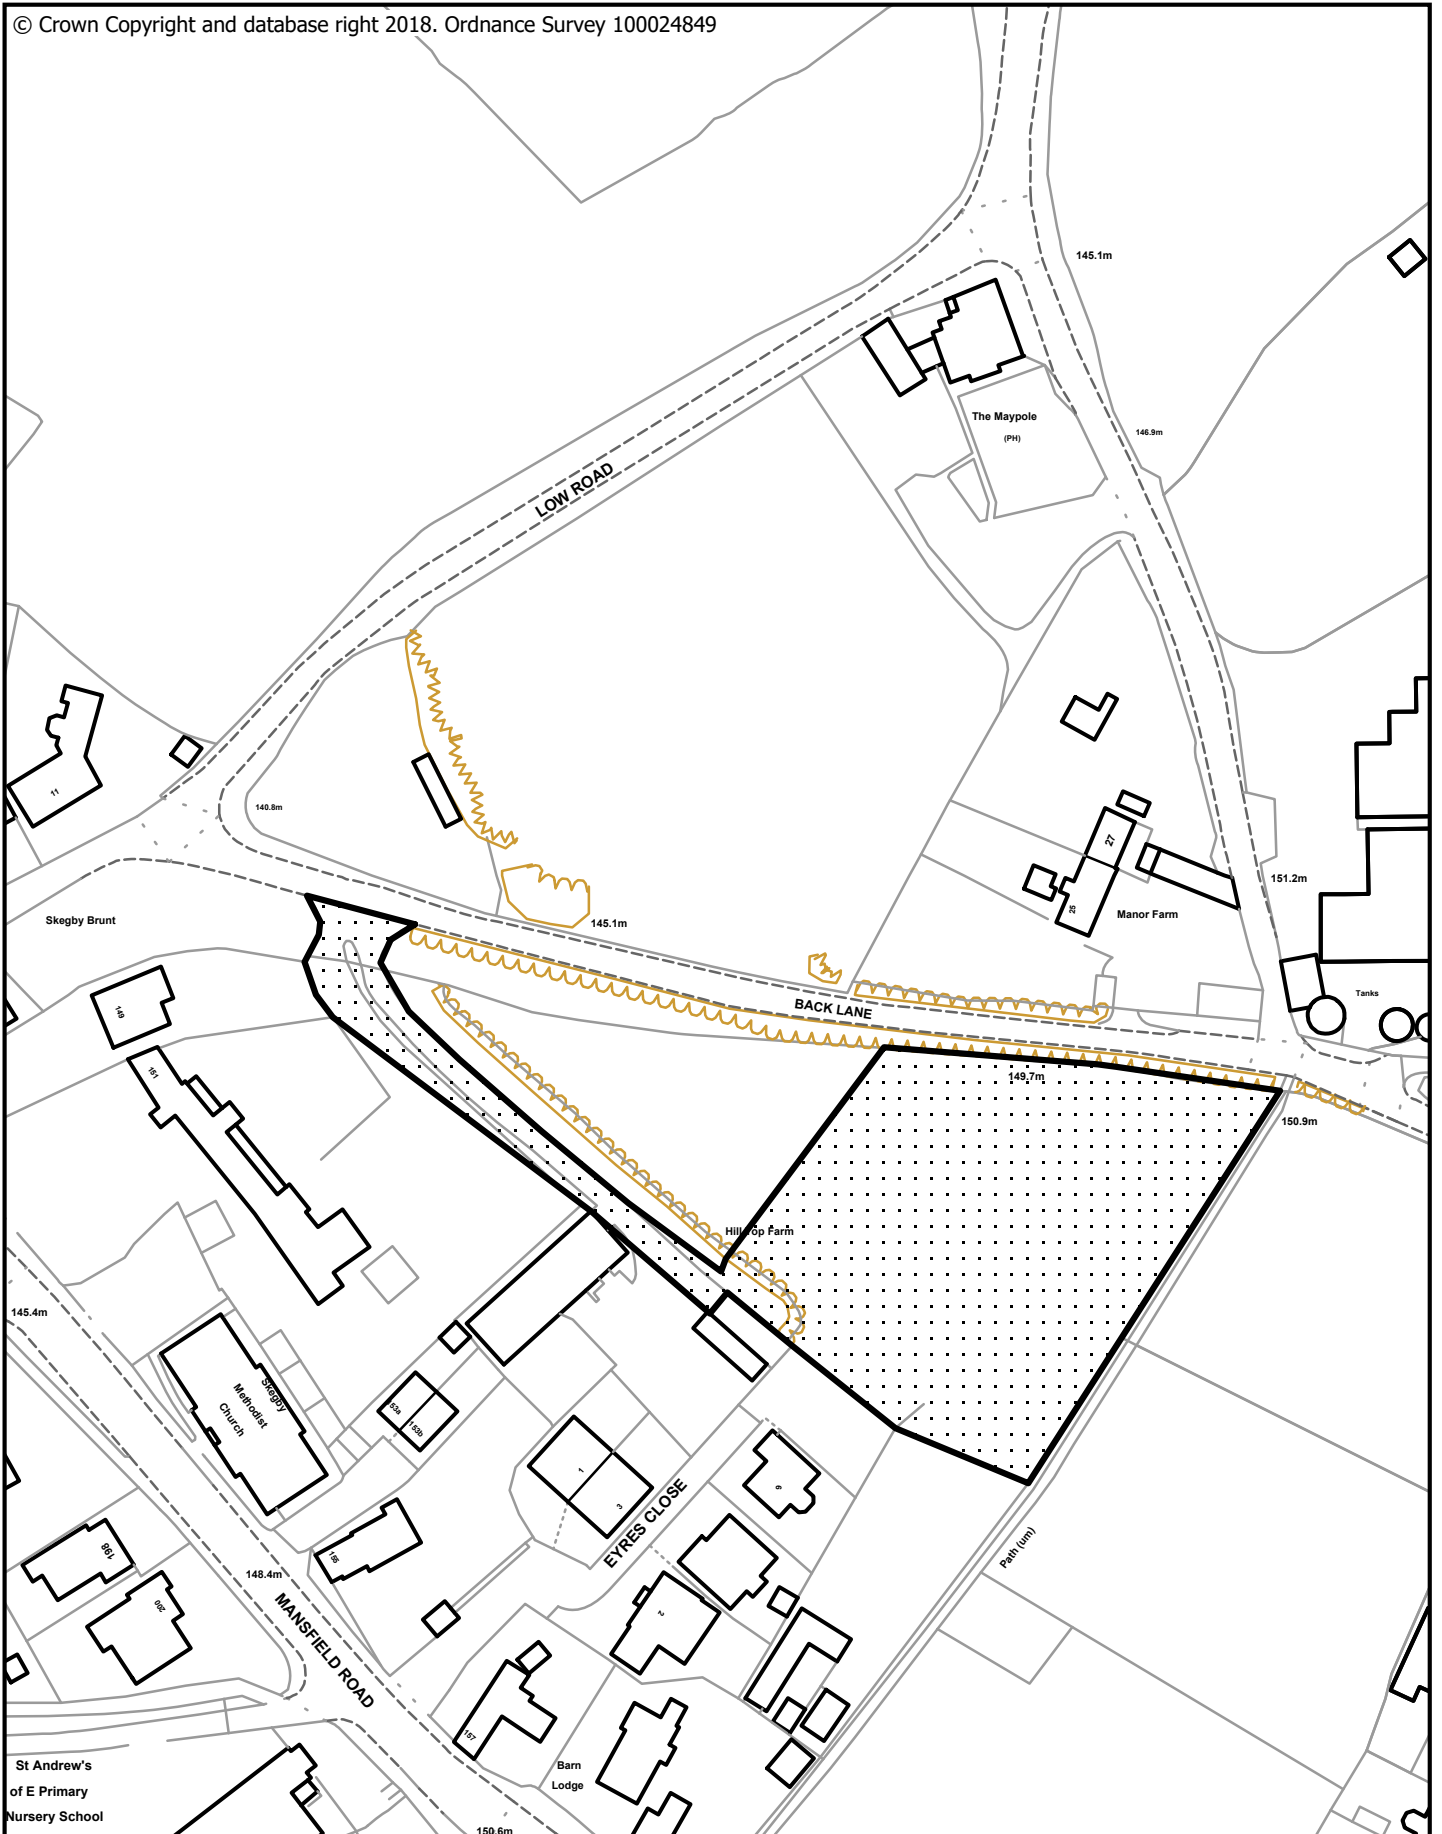 © Crown Copyright and database right 2018. Ordnance Survey 100024849
145.1m
The Maypole
(PH)
146.9m
LOW ROAD
11
140.8m
27
25
Manor Farm
151.2m
Skegby Brunt
145.1m
Tanks
149
BACK LANE
151
149.7m
150.9m
Hill Top Farm
145.4m
Skegby
Methodist
Church
153a
153b
1
3
EYRES CLOSE
9
Path (um)
155
198
200
148.4m
MANSFIELD ROAD
2
157
Barn
Lodge
St Andrew's
of E Primary
Nursery School
150.6m